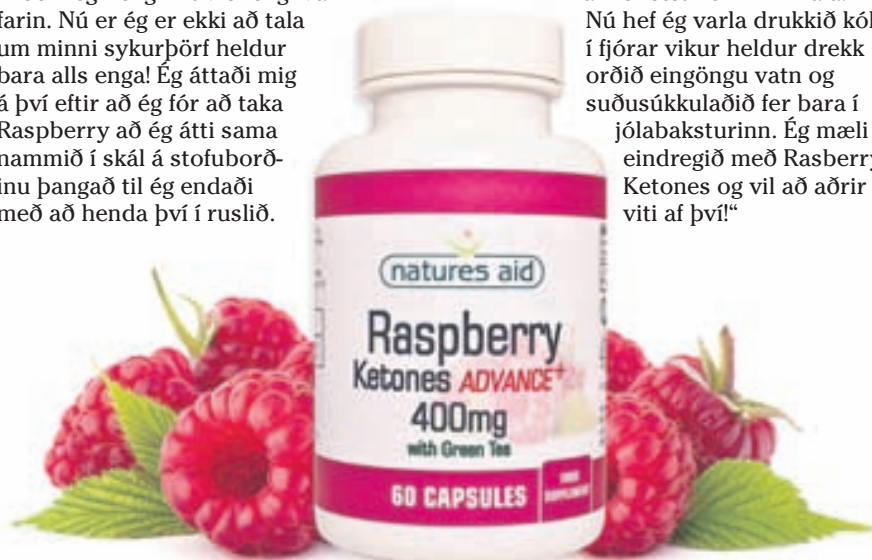 farin. Nú er ég er ekki að tala
um minni sykurþörf heldur
bara alls enga! Ég áttaði mig
á því eftir að ég fór að taka
Raspberry að ég átti sama
nammið í skál á stofuborð-
inu þangað til ég endaði
með að henda því í ruslið.
Nú hef ég varla drukkið
í fjórar vikur heldur drekk
orðið eingöngu vatn og
suðusúkkulaðið fer bara í
jólabaksturinn. Ég mæli
eindregið með Rasberry
Ketones og vil að aðrir
viti af því!“
natures aid
Raspberry
Ketones ADVANCE+
400mg
with Green Tea
60 CAPSULES
FOOD
SUPPLEMENT